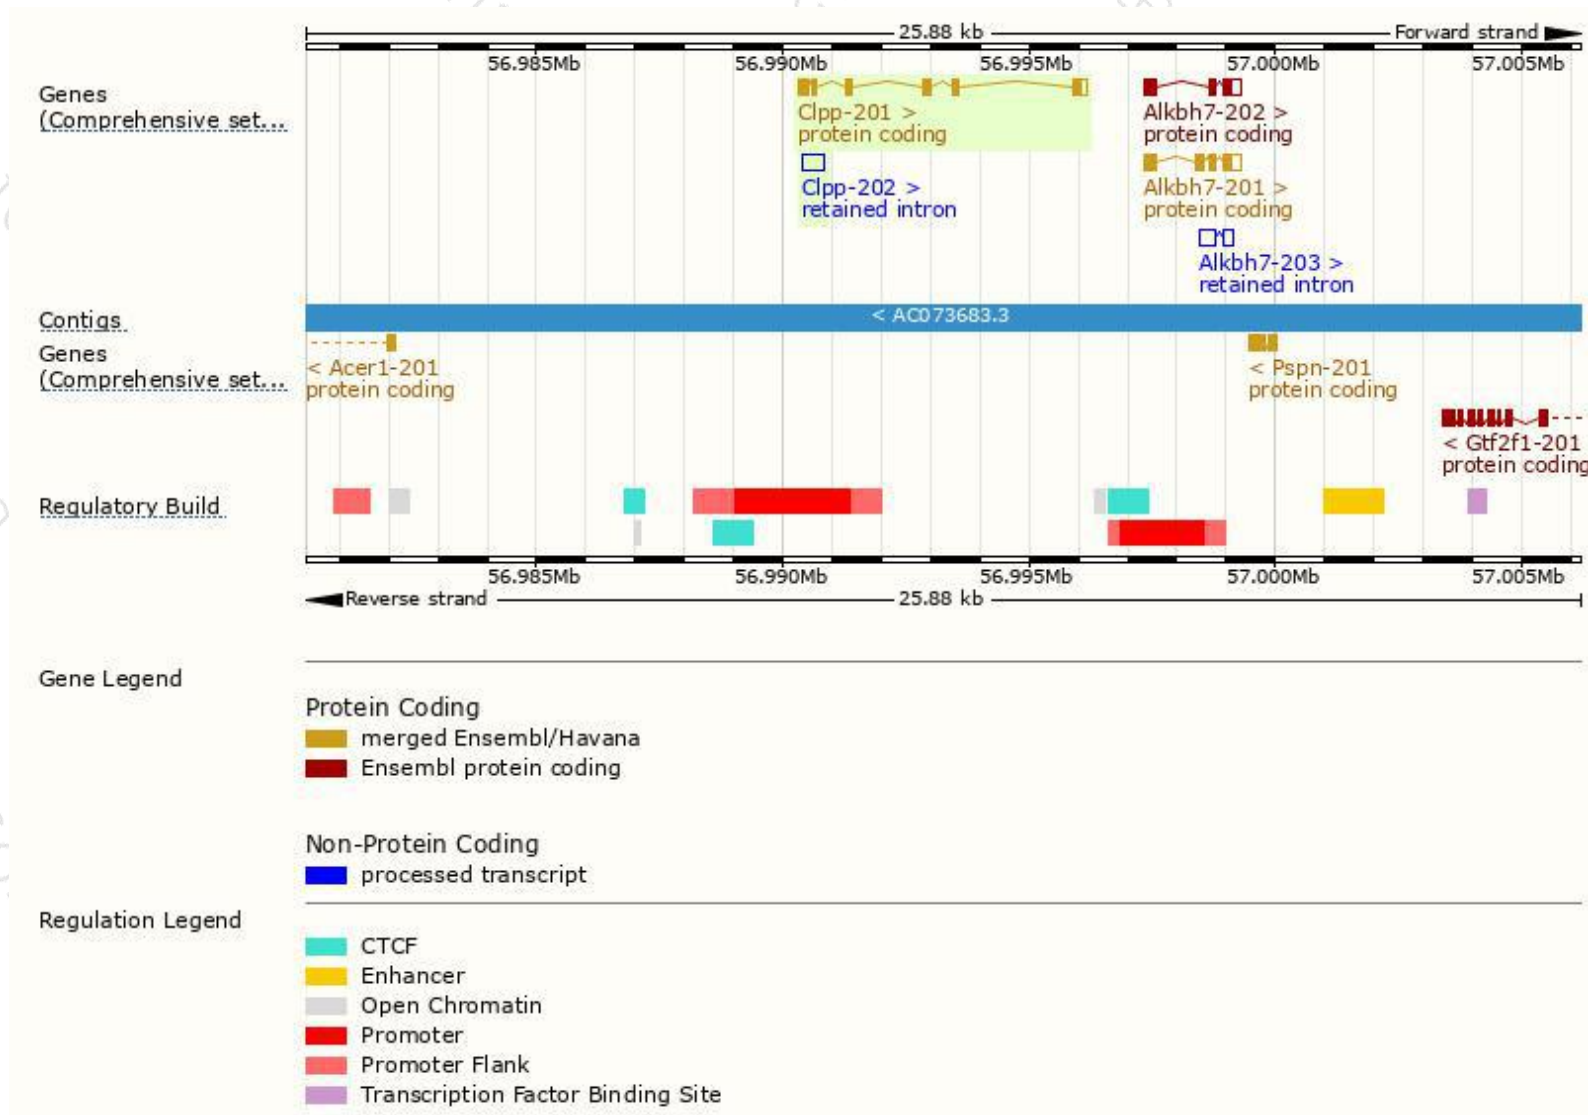 25.88 kb Forward strand
56.985Mb 56.990Mb 56.995Mb 57.000Mb 57.005Mb
Genes
(Comprehensive set...
Clpp-201 >
protein coding
Alkbh7-202 >
protein coding
Clpp-202 >
retained intron
Alkbh7-201 >
protein coding
Alkbh7-203 >
retained intron
Contigs
< AC073683.3
Genes
(Comprehensive set...
< Acer1-201
protein coding
< Pspn-201
protein coding
< Gtf2f1-201
protein coding
Regulatory Build
56.985Mb 56.990Mb 56.995Mb 57.000Mb 57.005Mb
Reverse strand 25.88 kb
Gene Legend
Protein Coding
merged Ensembl/Havana
Ensembl protein coding
Non-Protein Coding
processed transcript
Regulation Legend
CTCF
Enhancer
Open Chromatin
Promoter
Promoter Flank
Transcription Factor Binding Site